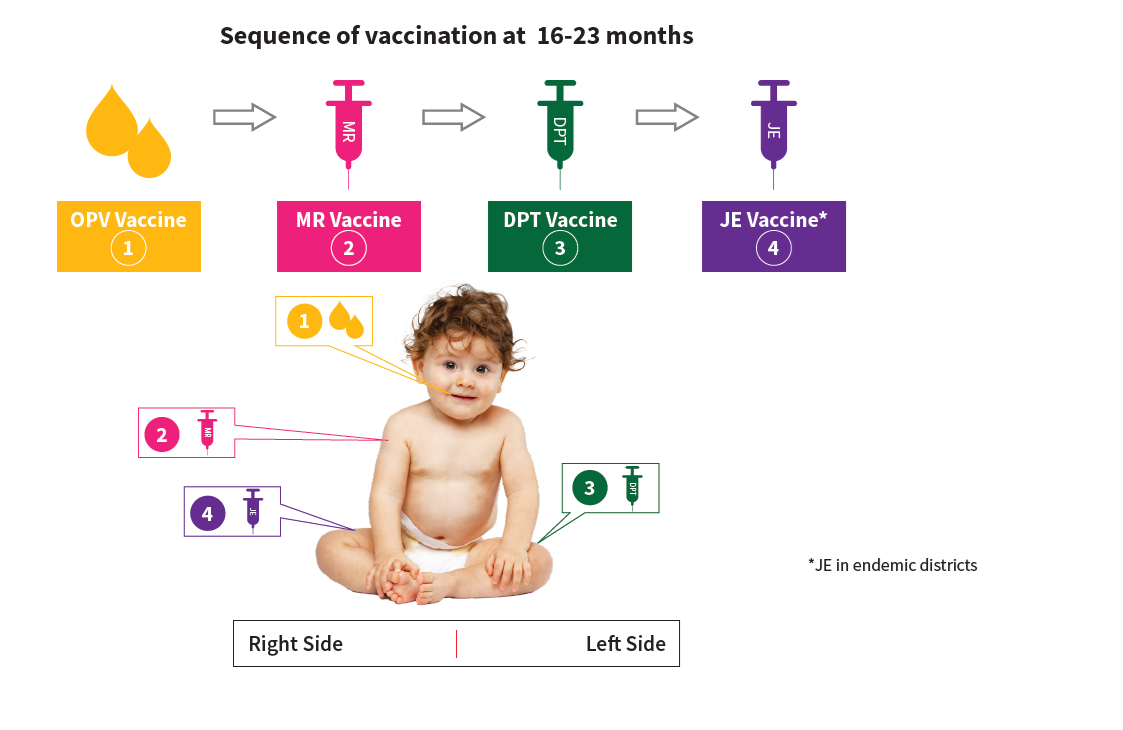 Sequence of vaccination at 16-23 months
MR
DPT
JE
OPV Vaccine
1
MR Vaccine
2
DPT Vaccine
3
JE Vaccine*
4
1
2
MR
3
DPT
4
JE
*JE in endemic districts
Right Side
Left Side